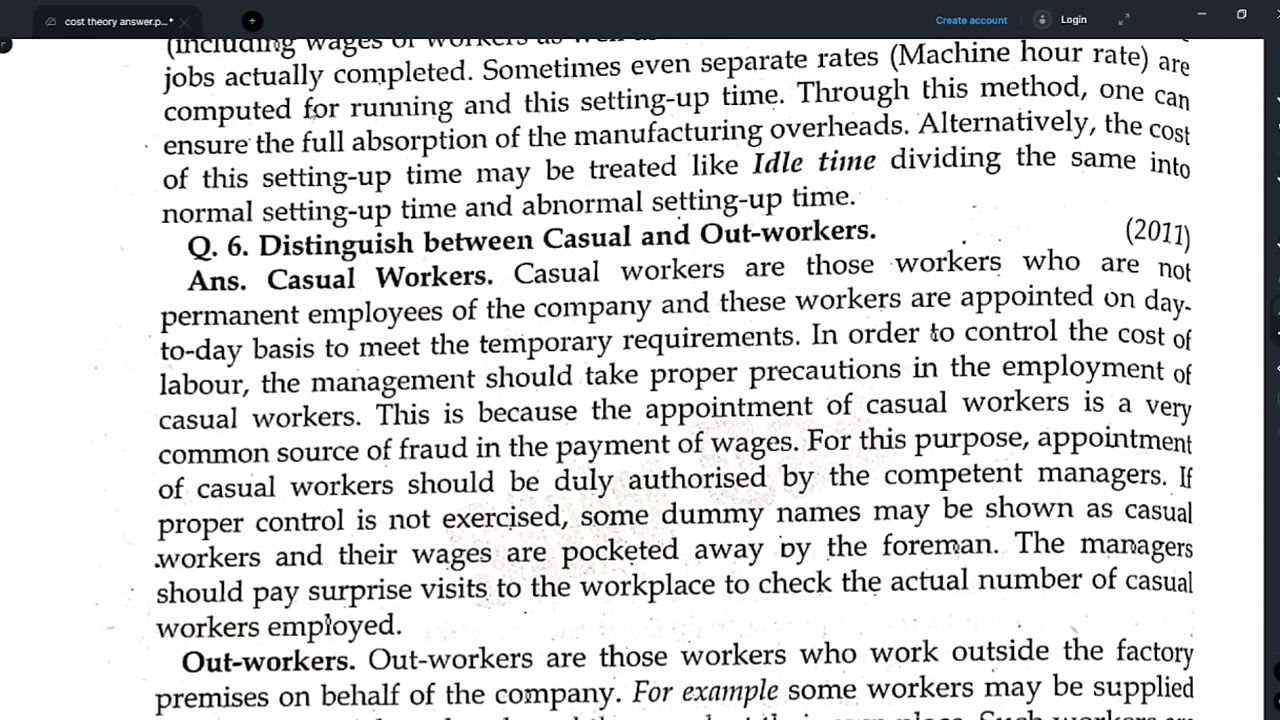 cost theory answer.p...*
Create account
Login
(including wages of workers as well as
jobs actually completed. Sometimes even separate rates (Machine hour rate) are
computed for running and this setting-up time. Through this method, one can
ensure the full absorption of the manufacturing overheads. Alternatively, the cost
of this setting-up time may be treated like Idle time dividing the same into
normal setting-up time and abnormal setting-up time.
Q. 6. Distinguish between Casual and Out-workers. (2011)
Ans. Casual Workers. Casual workers are those workers who are not
permanent employees of the company and these workers are appointed on day-
to-day basis to meet the temporary requirements. In order to control the cost of
labour, the management should take proper precautions in the employment of
casual workers. This is because the appointment of casual workers is a very
common source of fraud in the payment of wages. For this purpose, appointment
of casual workers should be duly authorised by the competent managers. If
proper control is not exercised, some dummy names may be shown as casual
workers and their wages are pocketed away by the foreman. The managers
should pay surprise visits to the workplace to check the actual number of casual
workers employed.
Out-workers. Out-workers are those workers who work outside the factory
premises on behalf of the company. For example some workers may be supplied